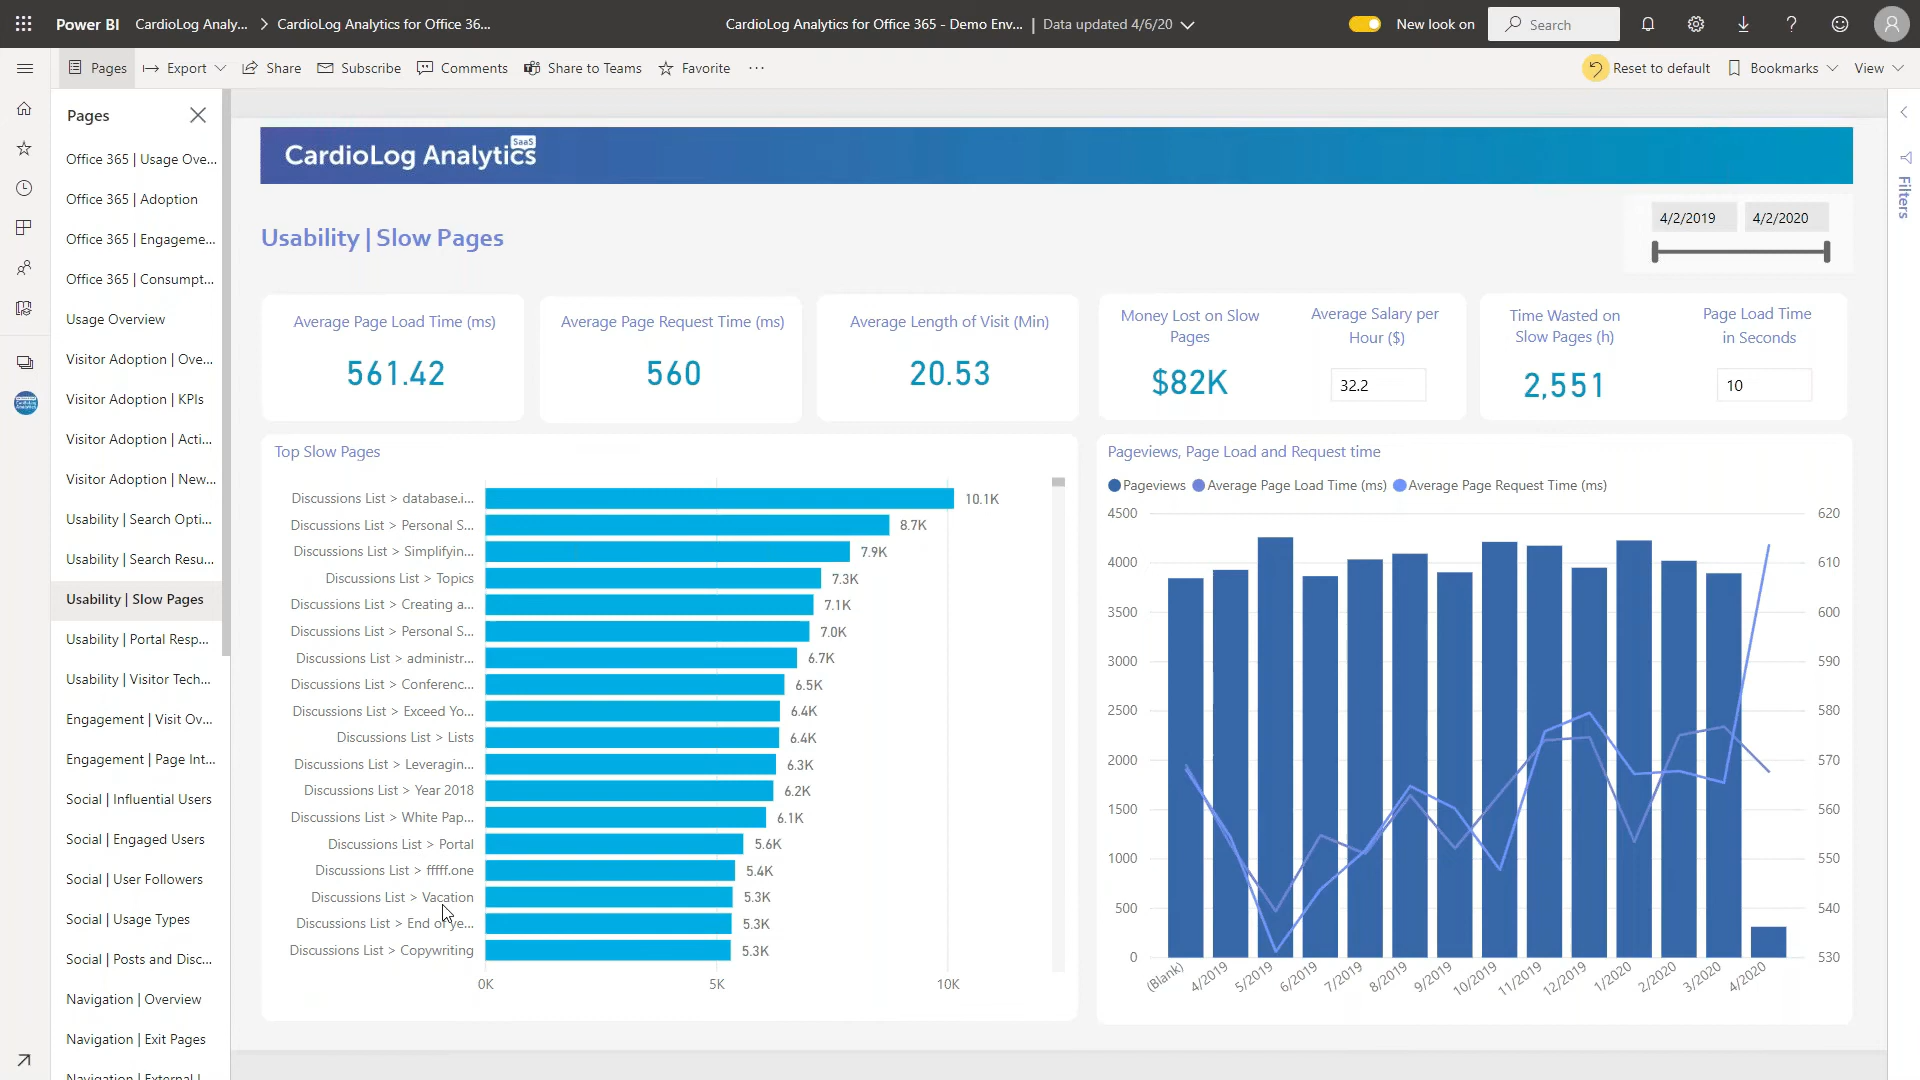 Power BI CardioLog Analy... > CardioLog Analytics for Office 36... CardioLog Analytics for Office 365 - Demo Env... | Data updated 4/6/20 New look on Search
Pages Export Share Subscribe Comments Share to Teams Favorite ... Reset to default Bookmarks View
Pages
Office 365 | Usage Ove...
Office 365 | Adoption
Office 365 | Engageme...
Office 365 | Consumpt...
Usage Overview
Visitor Adoption | Ove...
Visitor Adoption | KPIs
Visitor Adoption | Acti...
Visitor Adoption | New...
Usability | Search Opti...
Usability | Search Resu...
Usability | Slow Pages
Usability | Portal Resp...
Usability | Visitor Tech...
Engagement | Visit Ov...
Engagement | Page Int...
Social | Influential Users
Social | Engaged Users
Social | User Followers
Social | Usage Types
Social | Posts and Disc...
Navigation | Overview
Navigation | Exit Pages
CardioLog Analytics SaaS
Usability | Slow Pages
4/2/2019 4/2/2020
Average Page Load Time (ms)
561.42
Average Page Request Time (ms)
560
Average Length of Visit (Min)
20.53
Money Lost on Slow
Pages
$82K
Average Salary per
Hour ($)
32.2
Time Wasted on
Slow Pages (h)
2,551
Page Load Time
in Seconds
10
Top Slow Pages
Discussions List > database.i... 10.1K
Discussions List > Personal S... 8.7K
Discussions List > Simplifyin... 7.9K
Discussions List > Topics 7.3K
Discussions List > Creating a... 7.1K
Discussions List > Personal S... 7.0K
Discussions List > administr... 6.7K
Discussions List > Conferenc... 6.5K
Discussions List > Exceed Yo... 6.4K
Discussions List > Lists 6.4K
Discussions List > Leveragin... 6.3K
Discussions List > Year 2018 6.2K
Discussions List > White Pap... 6.1K
Discussions List > Portal 5.6K
Discussions List > fffff.one 5.4K
Discussions List > Vacation 5.3K
Discussions List > End of ye... 5.3K
Discussions List > Copywriting 5.3K
0K 5K 10K
Pageviews, Page Load and Request time
Pageviews Average Page Load Time (ms) Average Page Request Time (ms)
4500 620
4000 610
3500 600
3000 590
2500 580
2000 570
1500 560
1000 550
500 540
0 530
(Blank) 4/2019 5/2019 6/2019 7/2019 8/2019 9/2019 10/2019 11/2019 12/2019 1/2020 2/2020 3/2020 4/2020
Filters